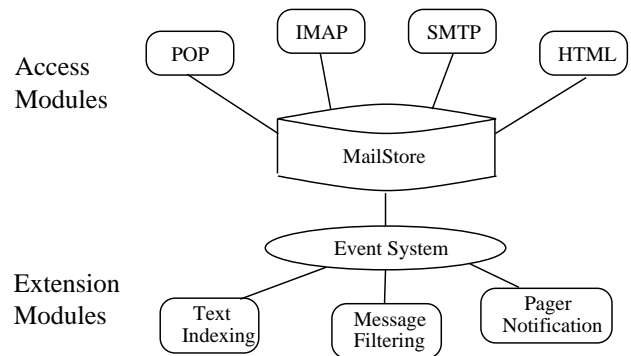 IMAP
SMTP
POP
HTML
Access
Modules
MailStore
Event System
Extension
Modules
Text
Indexing
Message
Filtering
Pager
Notification